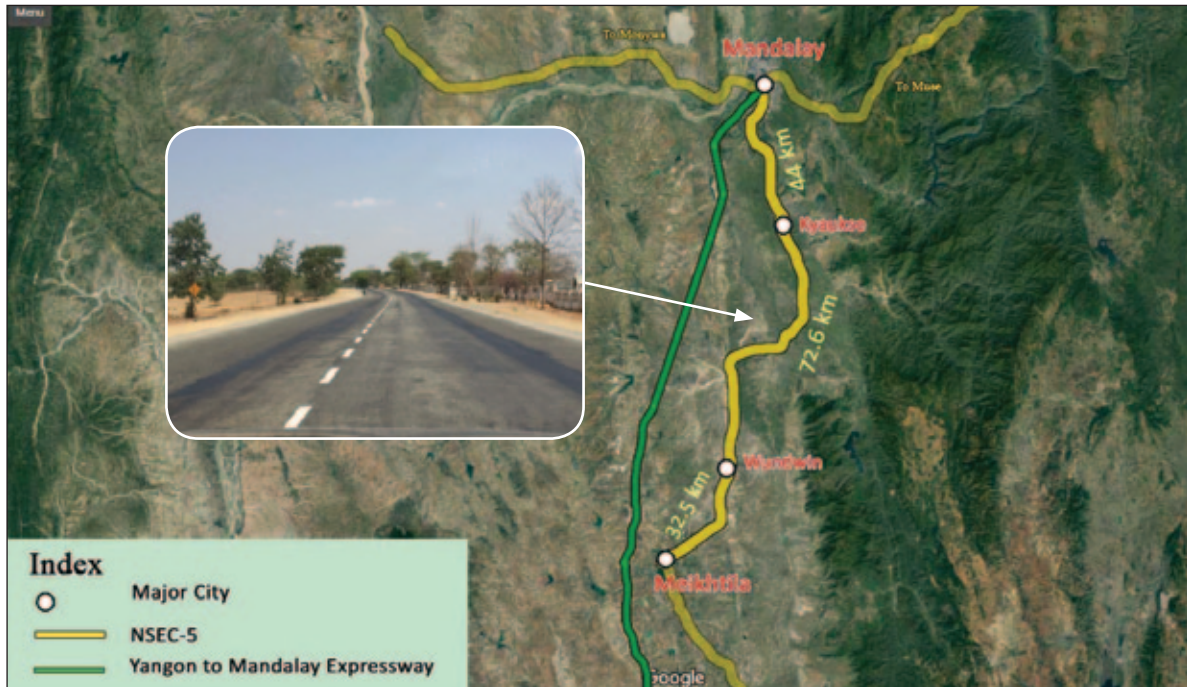 Menu
To Monywa
Mandalay
To Muse
44 km
Kyaukse
72.6 km
Wundwin
32.5 km
Meikhtila
Index
Major City
NSEC-5
Yangon to Mandalay Expressway
Google